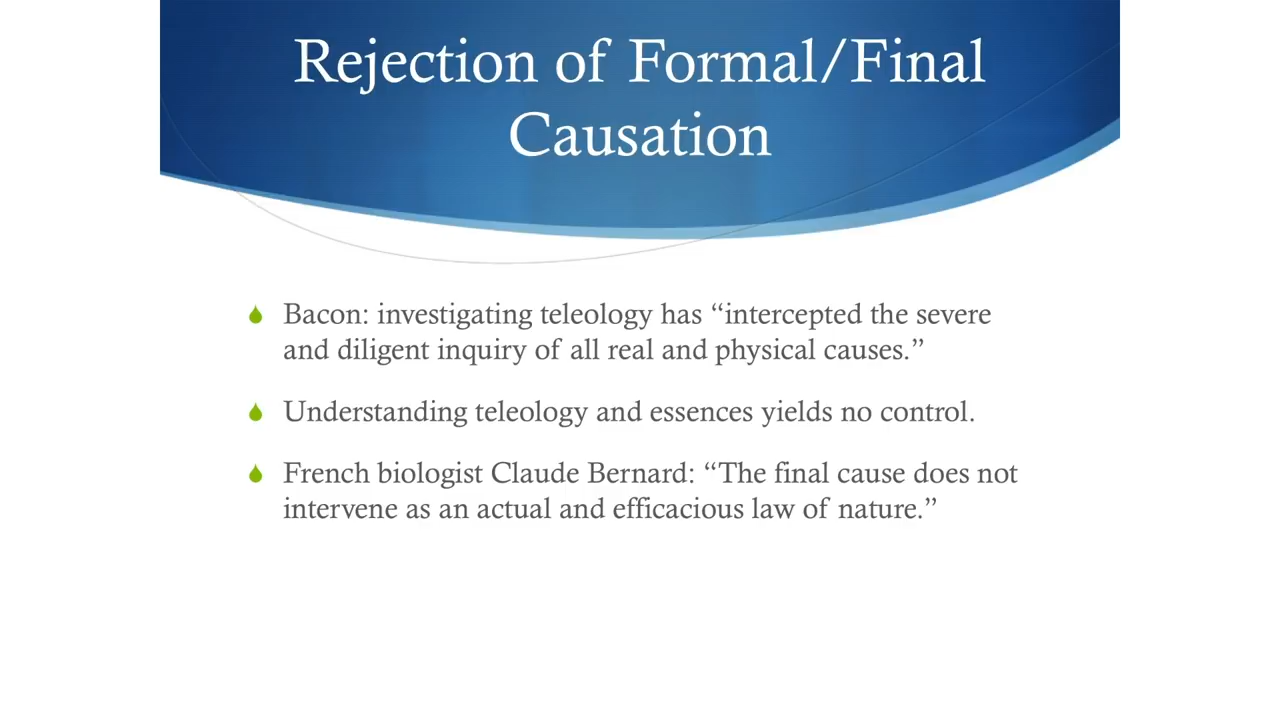 Rejection of Formal/Final
Causation
Bacon: investigating teleology has “intercepted the severe
and diligent inquiry of all real and physical causes.”
Understanding teleology and essences yields no control.
French biologist Claude Bernard: “The final cause does not
intervene as an actual and efficacious law of nature.”